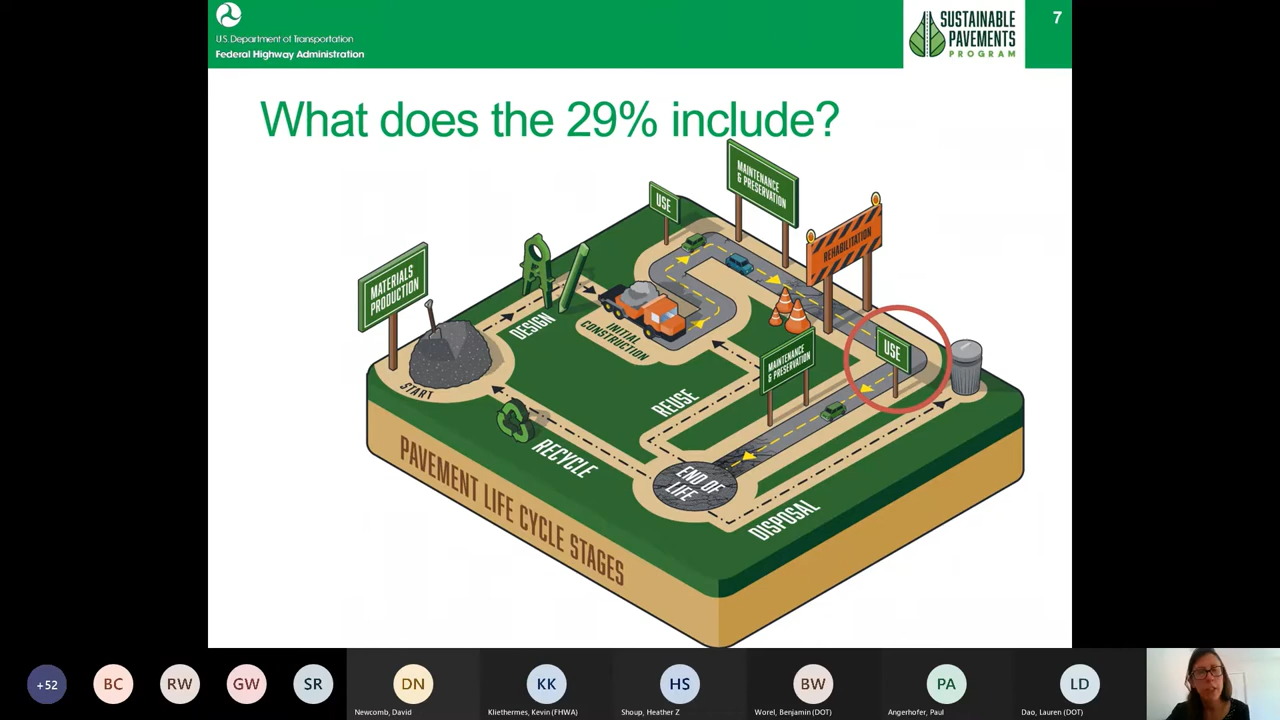 U.S. Department of Transportation
Federal Highway Administration
SUSTAINABLE
PAVEMENTS
PROGRAM
7
What does the 29% include?
MAINTENANCE
& PRESERVATION
USE
REHABILITATION
MATERIALS
PRODUCTION
DESIGN
INITIAL
CONSTRUCTION
USE
MAINTENANCE
& PRESERVATION
START
REUSE
RECYCLE
END OF
LIFE
DISPOSAL
PAVEMENT LIFE CYCLE STAGES
+52
BC
RW
GW
SR
DN
KK
HS
BW
PA
LD
Newcomb, David
Kliethermes, Kevin (FHWA)
Shoup, Heather Z
Worel, Benjamin (DOT)
Angerhofer, Paul
Dao, Lauren (DOT)